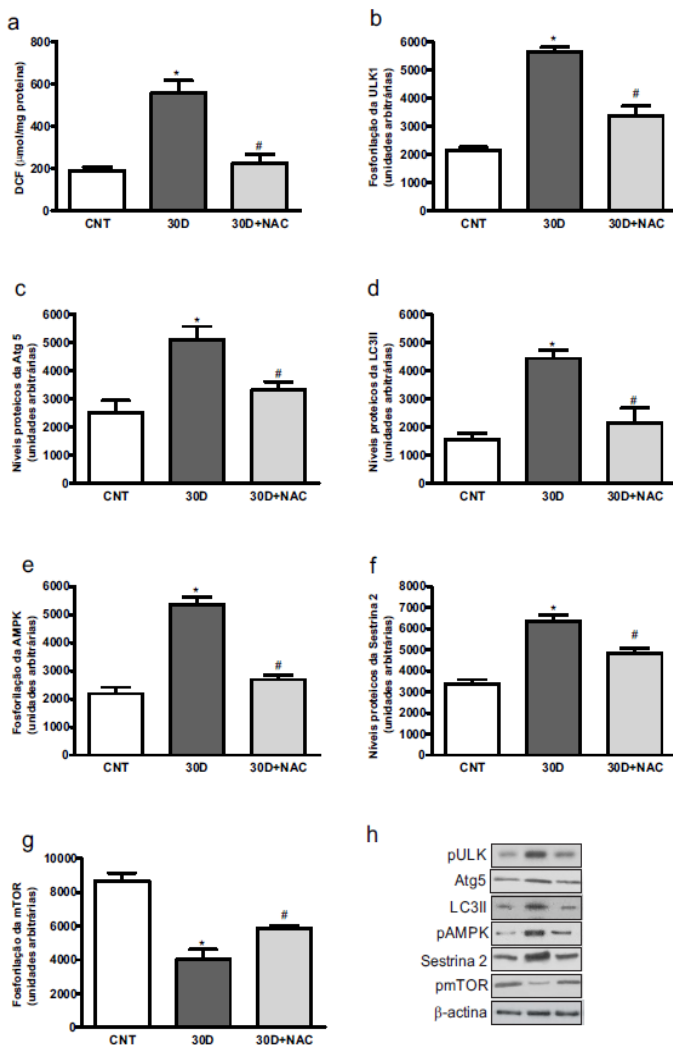 a
DCF (μmol/mg proteina)
800
600
400
200
0
*
#
CNT 30D 30D+NAC
b
Fosforilação da ULK1
(unidades arbitrárias)
6000
5000
4000
3000
2000
1000
0
*
#
CNT 30D 30D+NAC
c
Níveis proteicos da Atg 5
(unidades arbitrárias)
6000
5000
4000
3000
2000
1000
0
*
#
CNT 30D 30D+NAC
d
Níveis proteicos da LC3II
(unidades arbitrárias)
6000
5000
4000
3000
2000
1000
0
*
#
CNT 30D 30D+NAC
e
Fosforilação da AMPK
(unidades arbitrárias)
6000
5000
4000
3000
2000
1000
0
*
#
CNT 30D 30D+NAC
f
Níveis proteicos da Sestrina 2
(unidades arbitrárias)
8000
7000
6000
5000
4000
3000
2000
1000
0
*
#
CNT 30D 30D+NAC
g
Fosforilação da mTOR
(unidades arbitrárias)
10000
8000
6000
4000
2000
0
*
#
CNT 30D 30D+NAC
h
pULK
Atg5
LC3II
pAMPK
Sestrina 2
pmTOR
β-actina